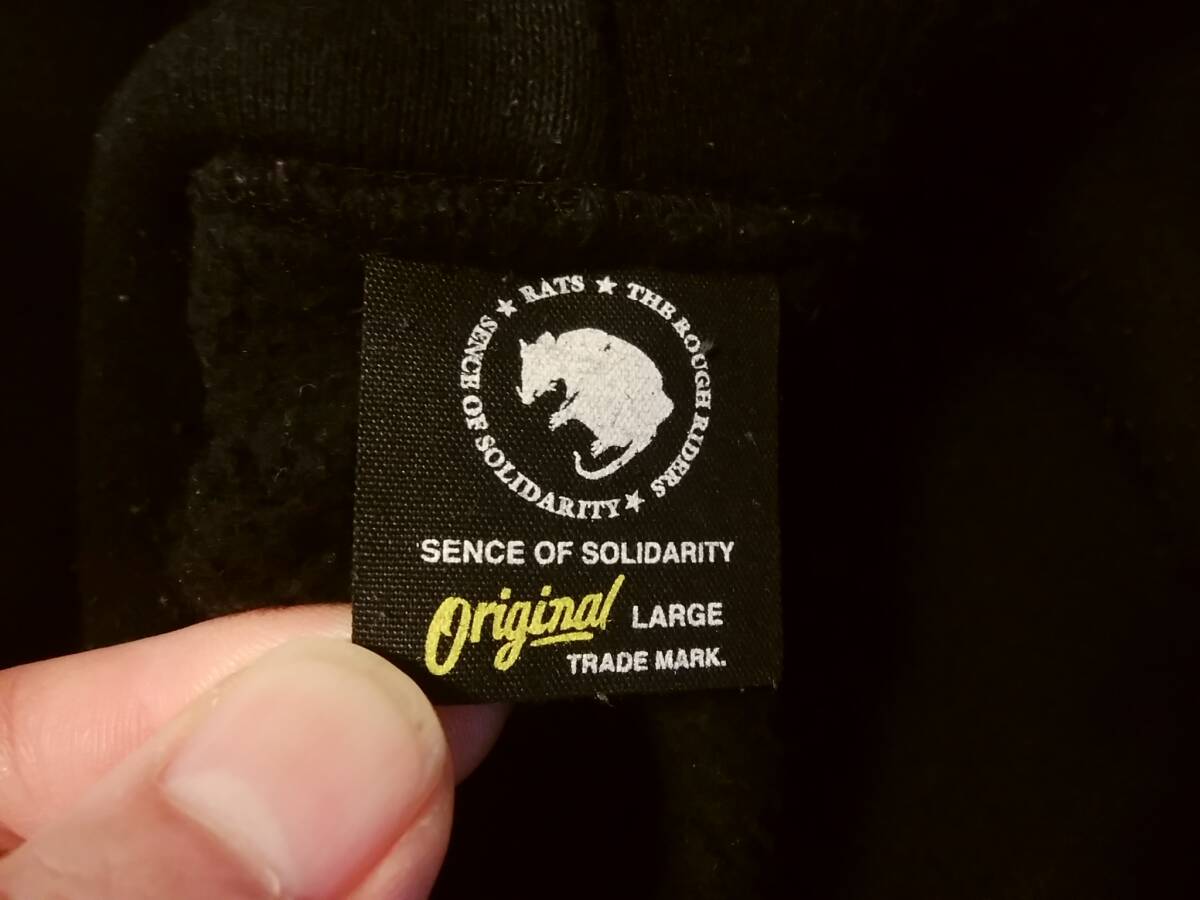 RATS ★ THE ROUGH RIDERS ★ SENCE OF SOLIDARITY ★
SENCE OF SOLIDARITY
Original LARGE
TRADE MARK.